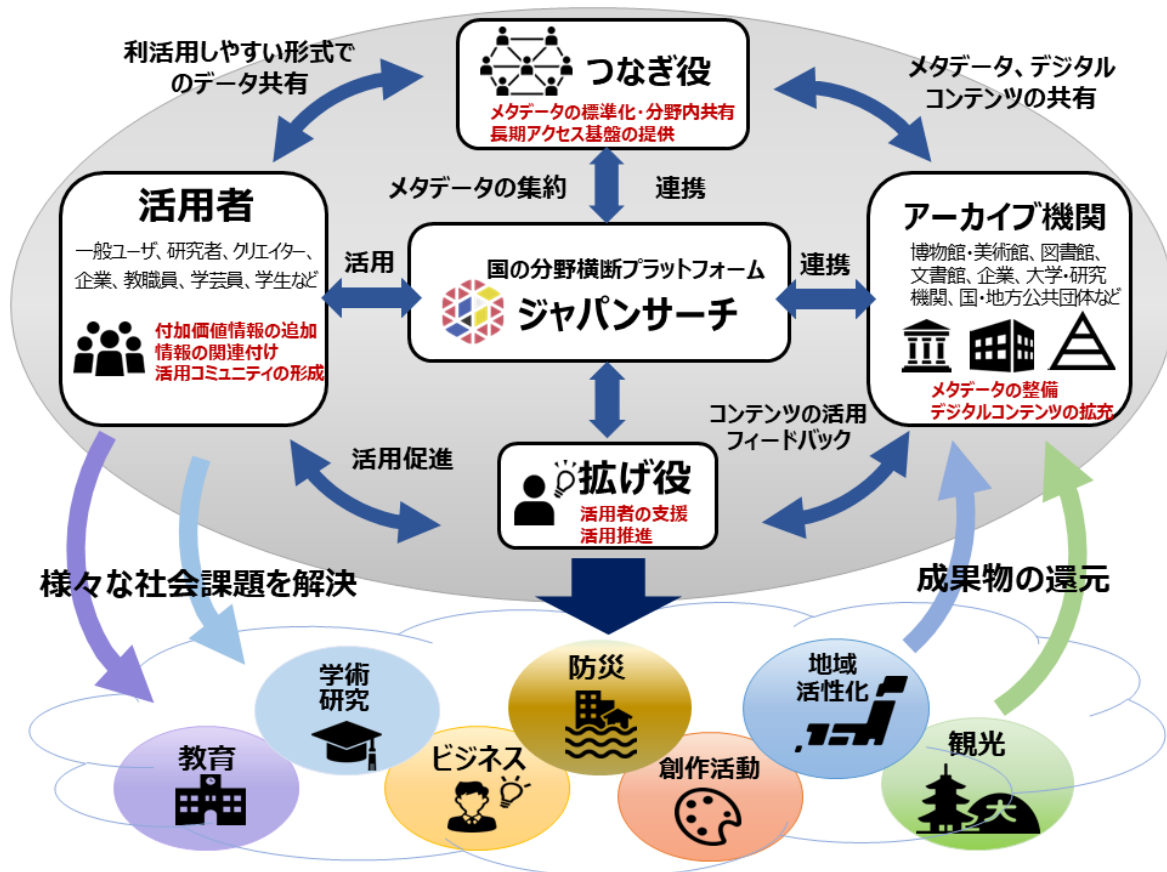 利活用しやすい形式で
のデータ共有
つなぎ役
メタデータの標準化・分野内共有
長期アクセス基盤の提供
メタデータ、デジタル
コンテンツの共有
活用者
一般ユーザ、研究者、クリエイター、
企業、教職員、学芸員、学生など
付加価値情報の追加
情報の関連付け
活用コミュニティの形成
メタデータの集約
連携
活用
国の分野横断プラットフォーム
ジャパンサーチ
連携
アーカイブ機関
博物館・美術館、図書館、
文書館、企業、大学・研究
機関、国・地方公共団体など
メタデータの整備
デジタルコンテンツの拡充
活用促進
拡げ役
活用者の支援
活用推進
コンテンツの活用
フィードバック
様々な社会課題を解決
成果物の還元
教育
学術
研究
ビジネス
防災
創作活動
地域
活性化
観光
大